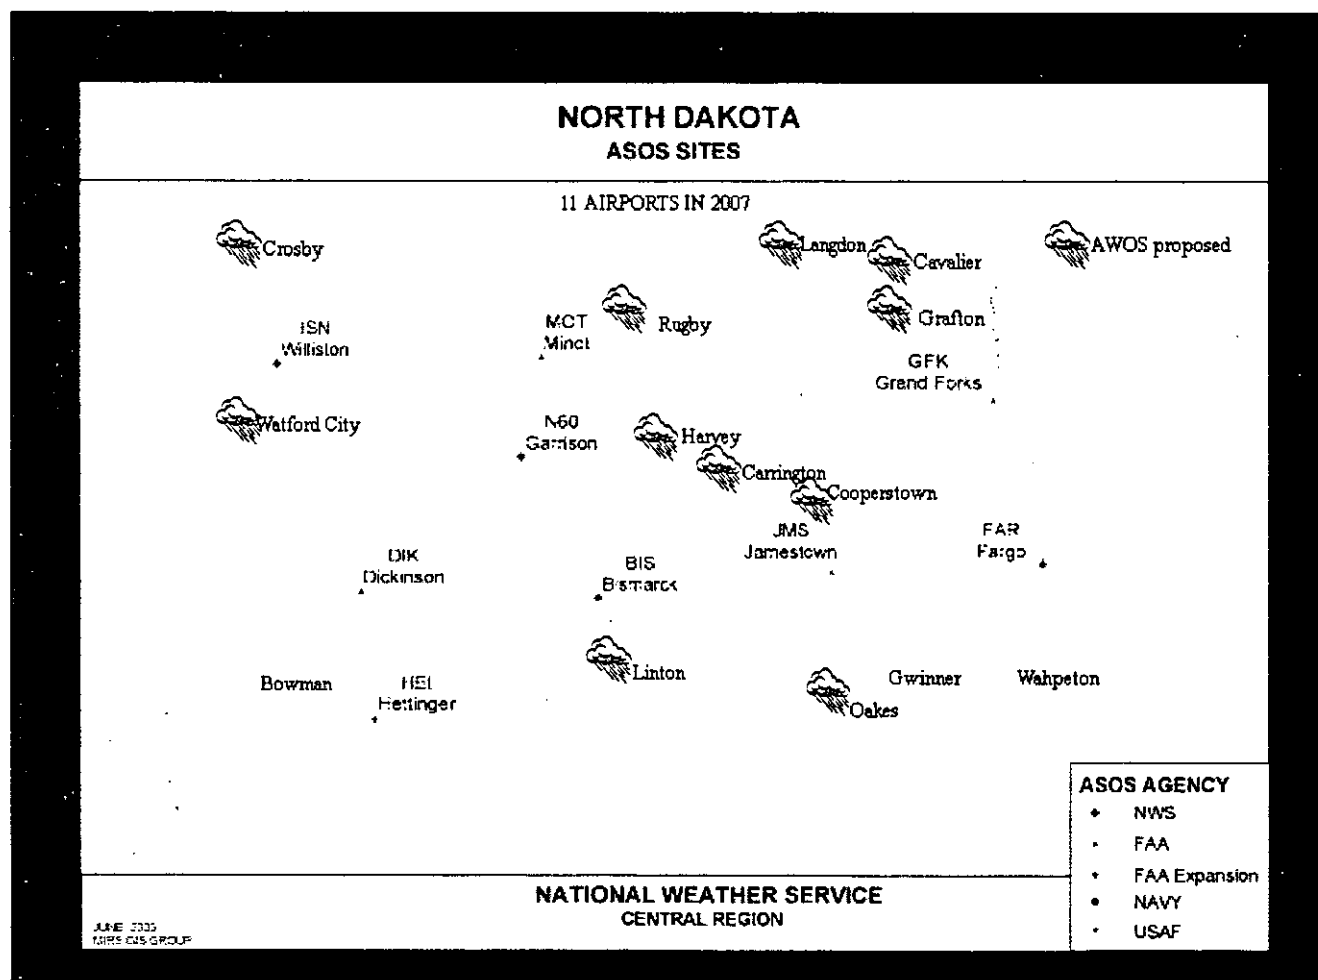 NORTH DAKOTA
ASOS SITES
11 AIRPORTS IN 2007
Crosby
Langdon
Cavalier
AWOS proposed
Rugby
Grafton
ISN
Williston
MOT
Minot
GFK
Grand Forks
Watford City
N60
Garrison
Harvey
Carrington
Cooperstown
JMS
Jamestown
FAR
Fargo
DIK
Dickinson
BIS
Bismarck
Linton
Bowman
HEI
Hettinger
Oakes
Gwinner
Wahpeton
ASOS AGENCY
NWS
FAA
FAA Expansion
NAVY
USAF
NATIONAL WEATHER SERVICE
CENTRAL REGION
JUNE
GIS GROUP